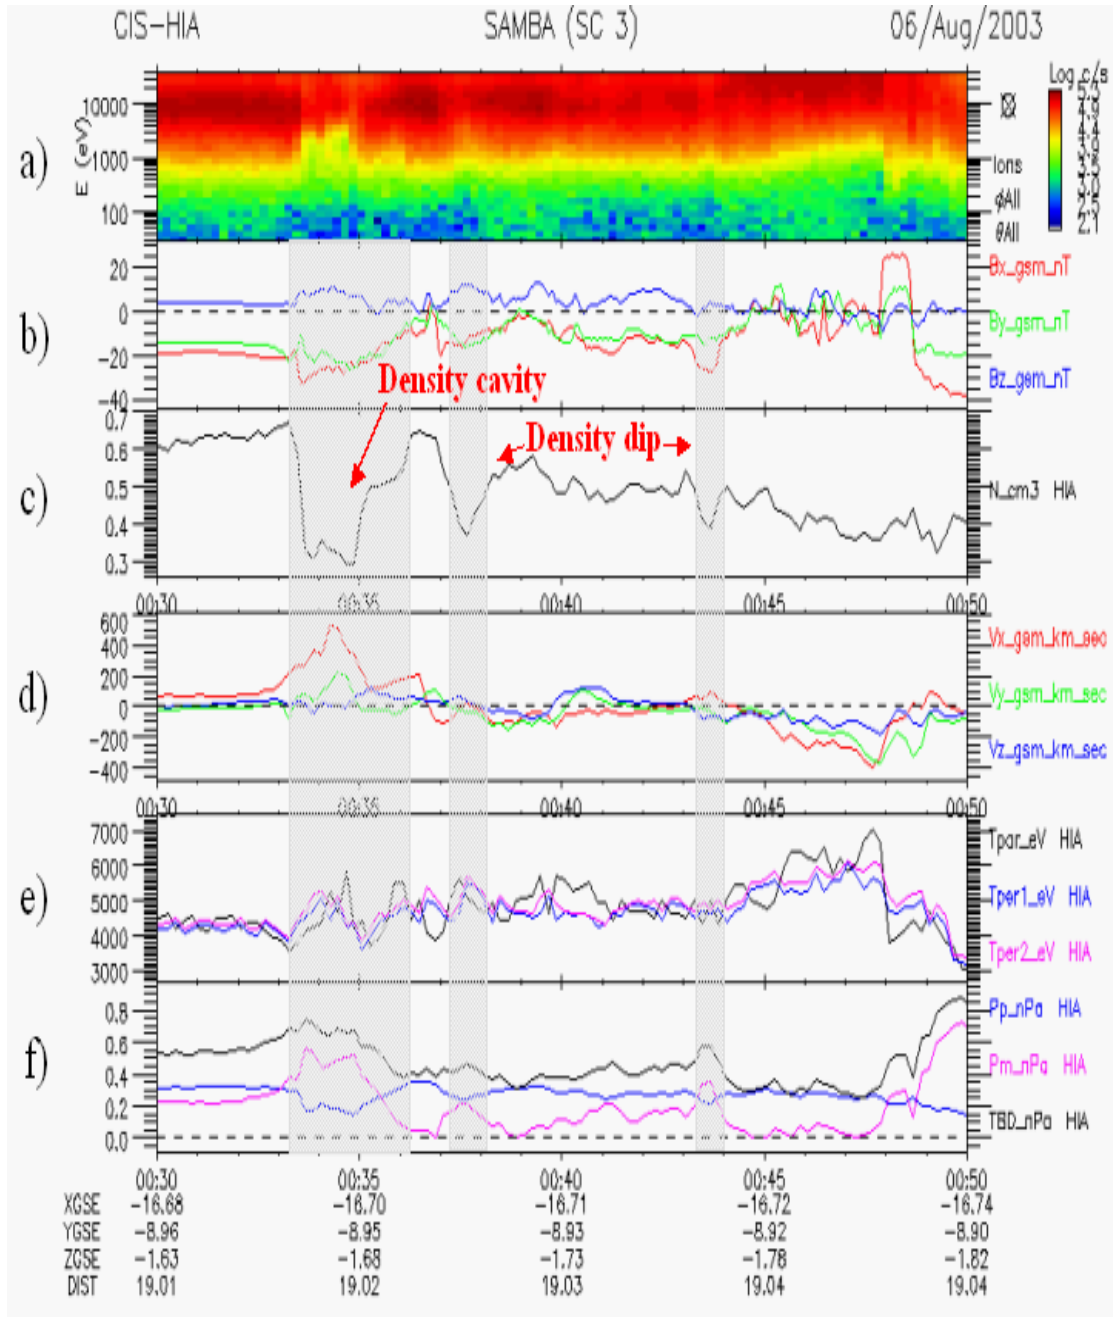 CIS-HIA SAMBA (SC 3) 06/Aug/2003
Log c/s
a) E (eV) 10000 1000 100
Ions
ɸAll
θAll
2.1
b) 20 0 -20 -40
Bx_gsm_nT
By_gsm_nT
Bz_gsm_nT
Density cavity
c) 0.7 0.6 0.5 0.4 0.3
Density dip
N_cm3 HIA
00:30 00:35 00:40 00:45 00:50
d) 600 400 200 0 -200 -400
Vx_gsm_km_sec
Vy_gsm_km_sec
Vz_gsm_km_sec
00:30 00:35 00:40 00:45 00:50
e) 7000 6000 5000 4000 3000
Tpar_eV HIA
Tper1_eV HIA
Tper2_eV HIA
f) 0.8 0.6 0.4 0.2 0.0
Pp_nPa HIA
Pm_nPa HIA
TBD_nPa HIA
00:30 00:35 00:40 00:45 00:50
XGSE -16.68 -16.70 -16.71 -16.72 -16.74
YGSE -8.96 -8.95 -8.93 -8.92 -8.90
ZGSE -1.63 -1.68 -1.73 -1.78 -1.82
DIST 19.01 19.02 19.03 19.04 19.04